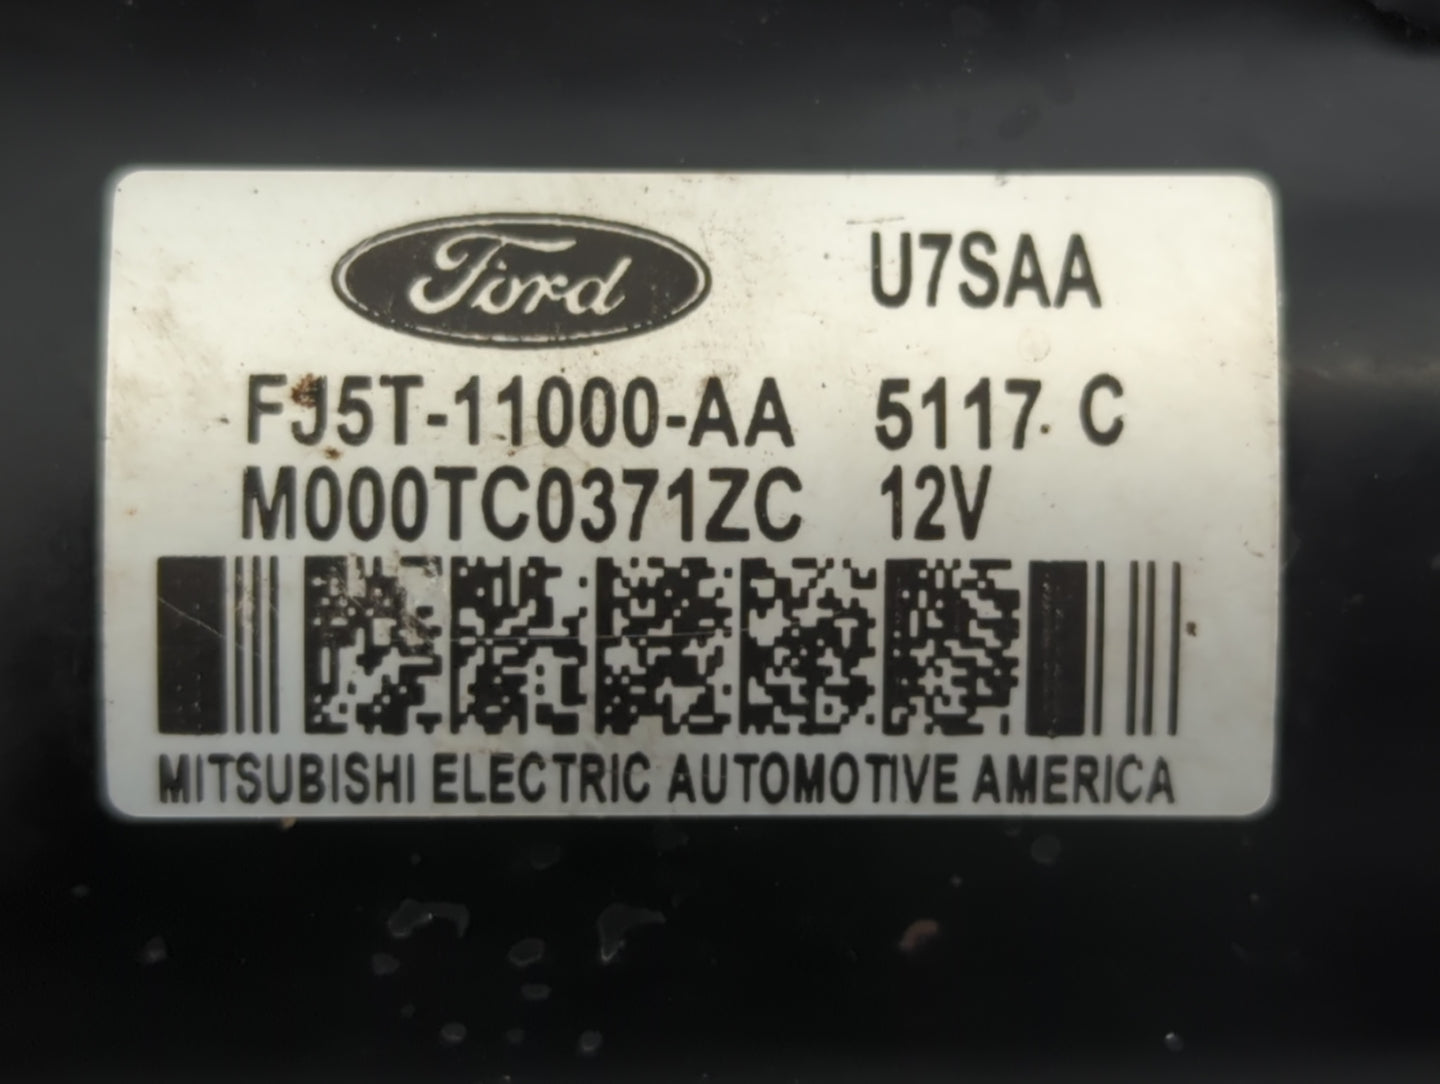 Ford U7SAA
FJ5T-11000-AA 5117 C
M000TC0371ZC 12V
MITSUBISHI ELECTRIC AUTOMOTIVE AMERICA